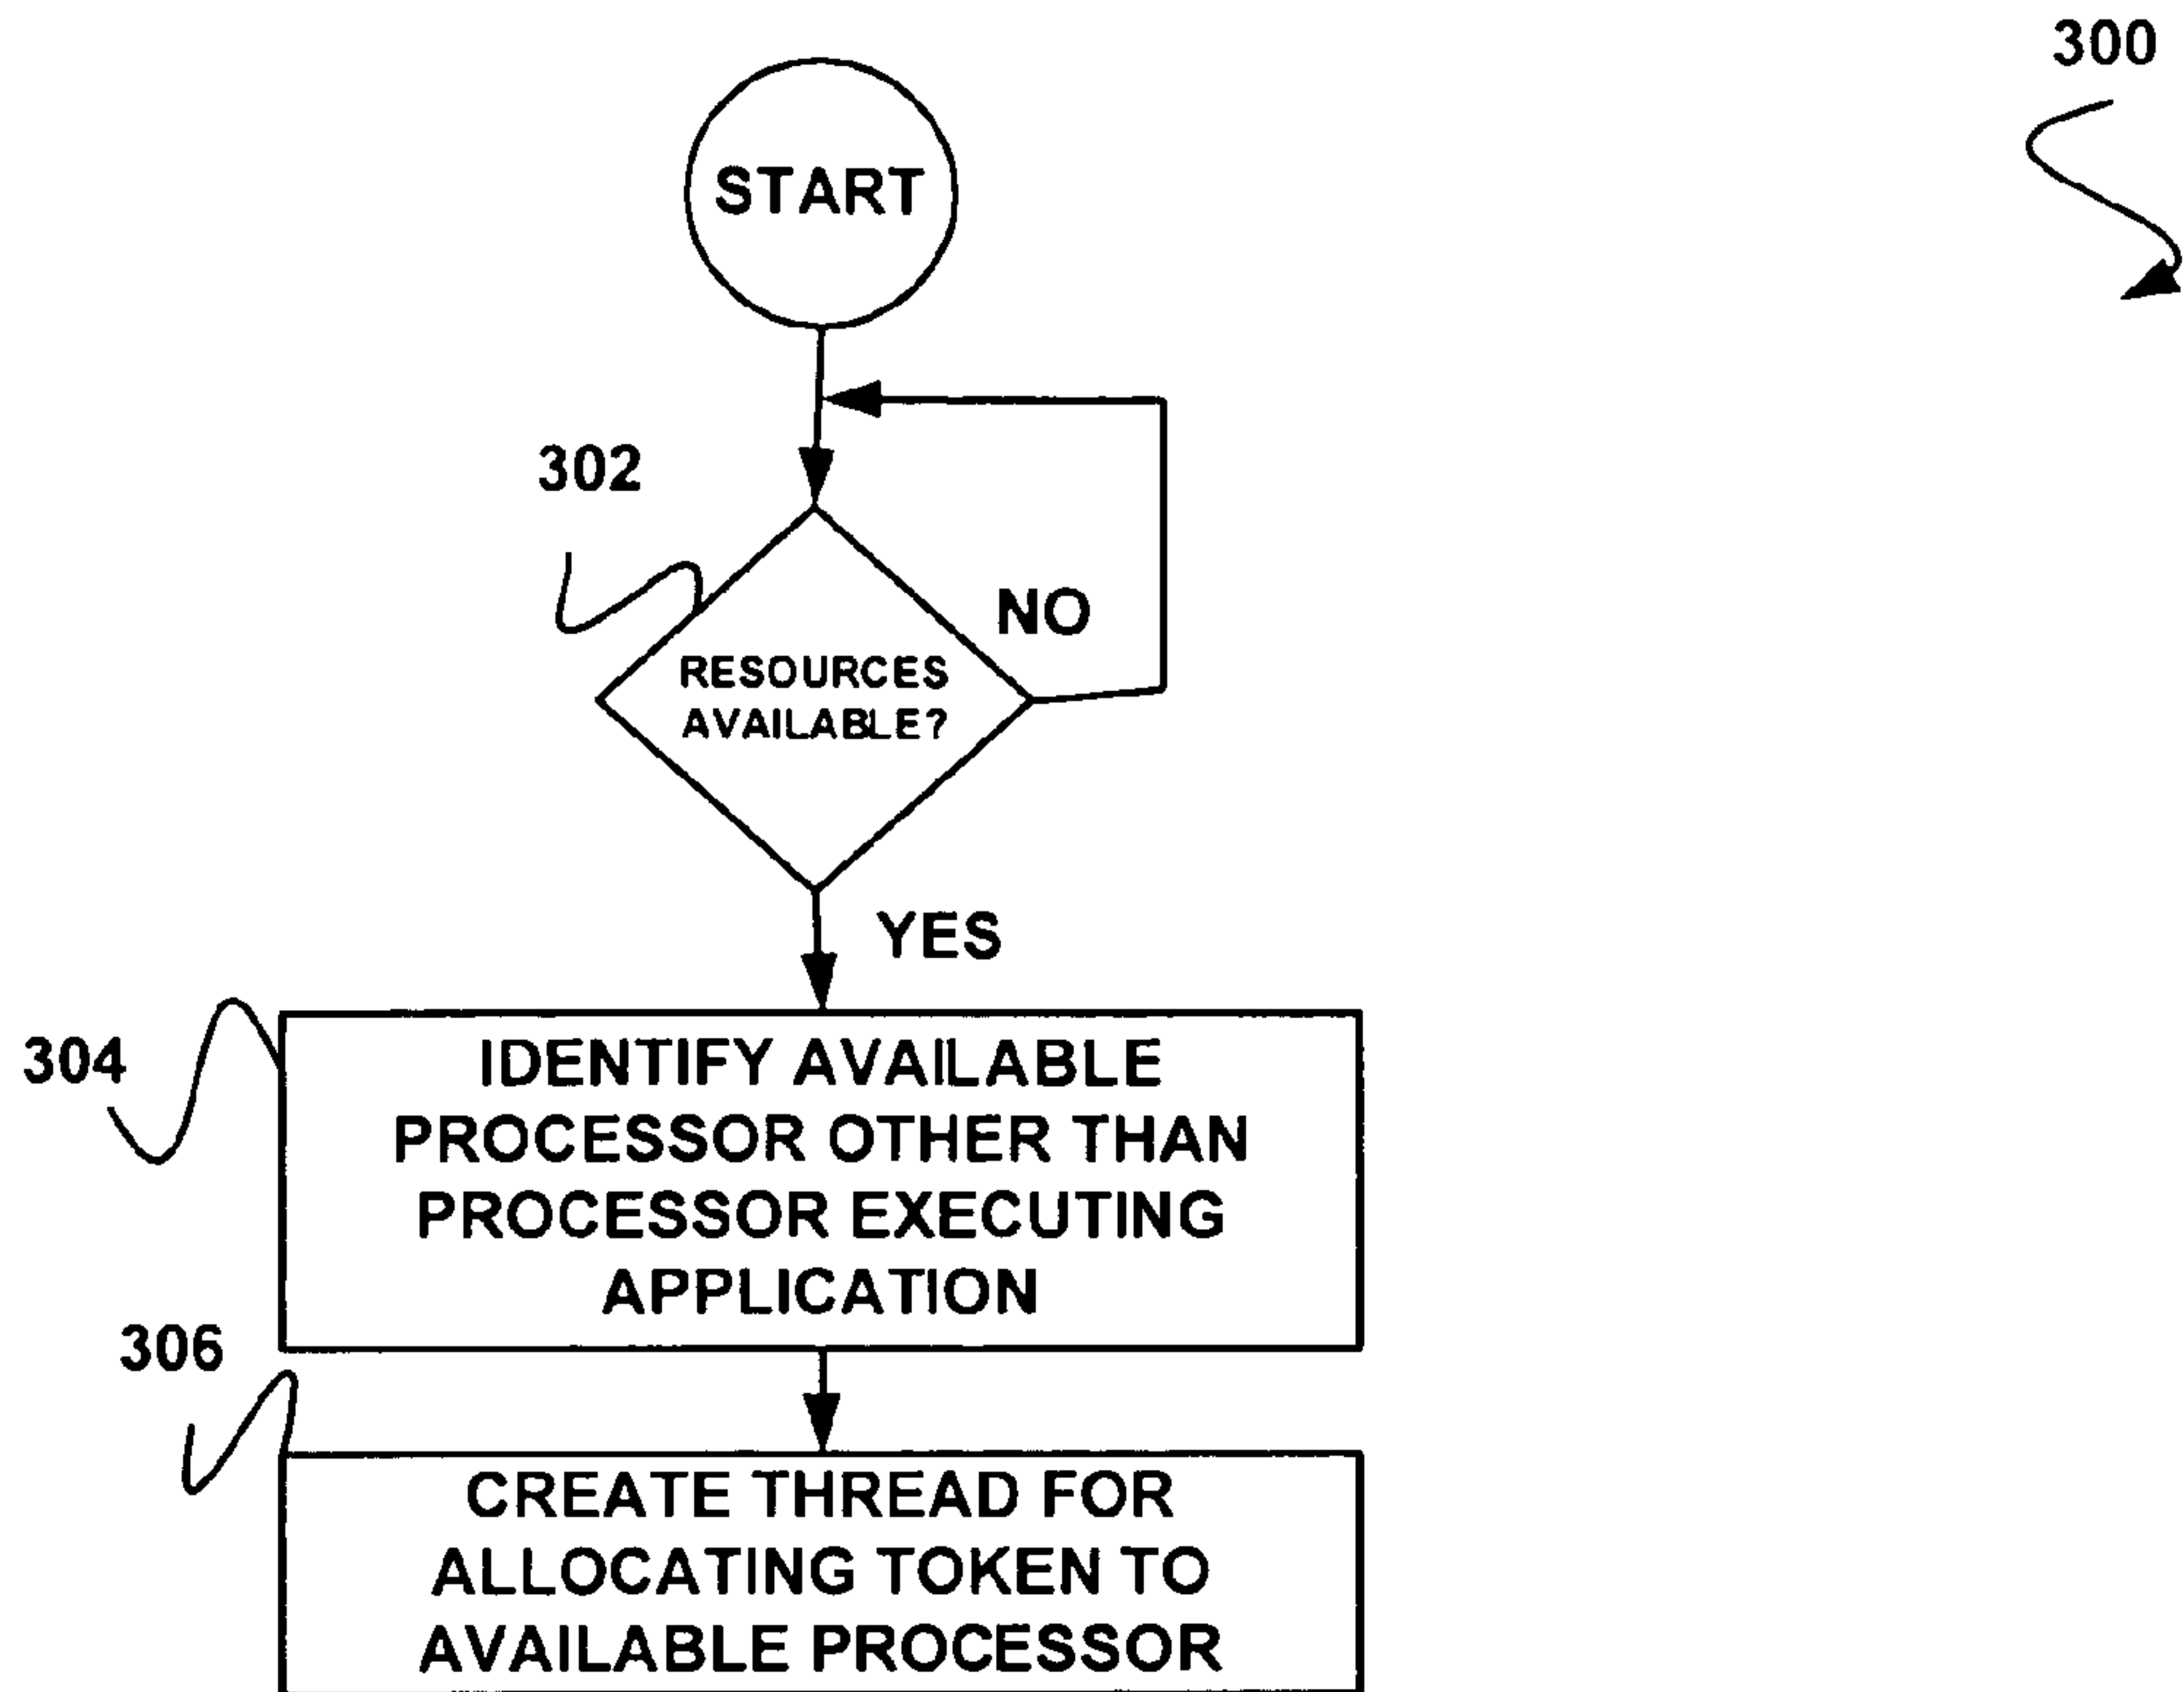 300
START
302
NO
RESOURCES
AVAILABLE?
YES
304
IDENTIFY AVAILABLE
PROCESSOR OTHER THAN
PROCESSOR EXECUTING
APPLICATION
306
CREATE THREAD FOR
ALLOCATING TOKEN TO
AVAILABLE PROCESSOR